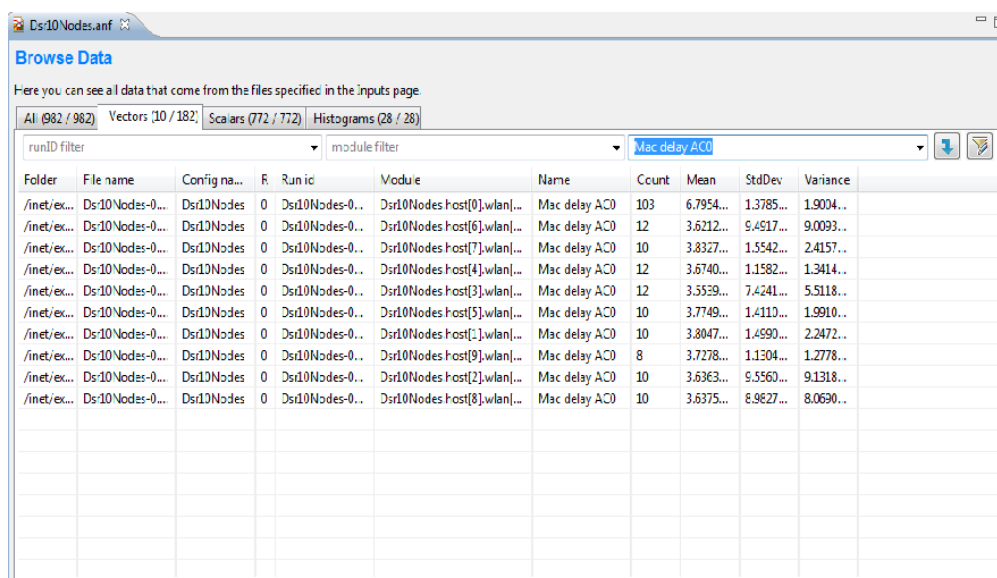 Dsr10Nodes.anf
Browse Data
Here you can see all data that come from the files specified in the Inputs page.
All (982 / 982) Vectors (10 / 182) Scalars (772 / 772) Histograms (28 / 28)
runID filter module filter Mac delay AC0
Folder File name Config na... R Run id Module Name Count Mean StdDev Variance
/inet/ex... Dsr10Nodes-0... Dsr10Nodes 0 Dsr10Nodes-0... Dsr10Nodes.host[0].wlan[... Mac delay AC0 103 6.7954... 1.3785... 1.9004...
/inet/ex... Dsr10Nodes-0... Dsr10Nodes 0 Dsr10Nodes-0... Dsr10Nodes.host[6].wlan[... Mac delay AC0 12 3.6212... 9.4917... 9.0093...
/inet/ex... Dsr10Nodes-0... Dsr10Nodes 0 Dsr10Nodes-0... Dsr10Nodes.host[7].wlan[... Mac delay AC0 10 3.8327... 1.5542... 2.4157...
/inet/ex... Dsr10Nodes-0... Dsr10Nodes 0 Dsr10Nodes-0... Dsr10Nodes.host[4].wlan[... Mac delay AC0 12 3.6740... 1.1582... 1.3414...
/inet/ex... Dsr10Nodes-0... Dsr10Nodes 0 Dsr10Nodes-0... Dsr10Nodes.host[3].wlan[... Mac delay AC0 12 3.5539... 7.4241... 5.5118...
/inet/ex... Dsr10Nodes-0... Dsr10Nodes 0 Dsr10Nodes-0... Dsr10Nodes.host[5].wlan[... Mac delay AC0 10 3.7749... 1.4110... 1.9910...
/inet/ex... Dsr10Nodes-0... Dsr10Nodes 0 Dsr10Nodes-0... Dsr10Nodes.host[1].wlan[... Mac delay AC0 10 3.8047... 1.4990... 2.2472...
/inet/ex... Dsr10Nodes-0... Dsr10Nodes 0 Dsr10Nodes-0... Dsr10Nodes.host[9].wlan[... Mac delay AC0 8 3.7278... 1.1304... 1.2778...
/inet/ex... Dsr10Nodes-0... Dsr10Nodes 0 Dsr10Nodes-0... Dsr10Nodes.host[2].wlan[... Mac delay AC0 10 3.6363... 9.5560... 9.1318...
/inet/ex... Dsr10Nodes-0... Dsr10Nodes 0 Dsr10Nodes-0... Dsr10Nodes.host[8].wlan[... Mac delay AC0 10 3.6375... 8.9827... 8.0690...